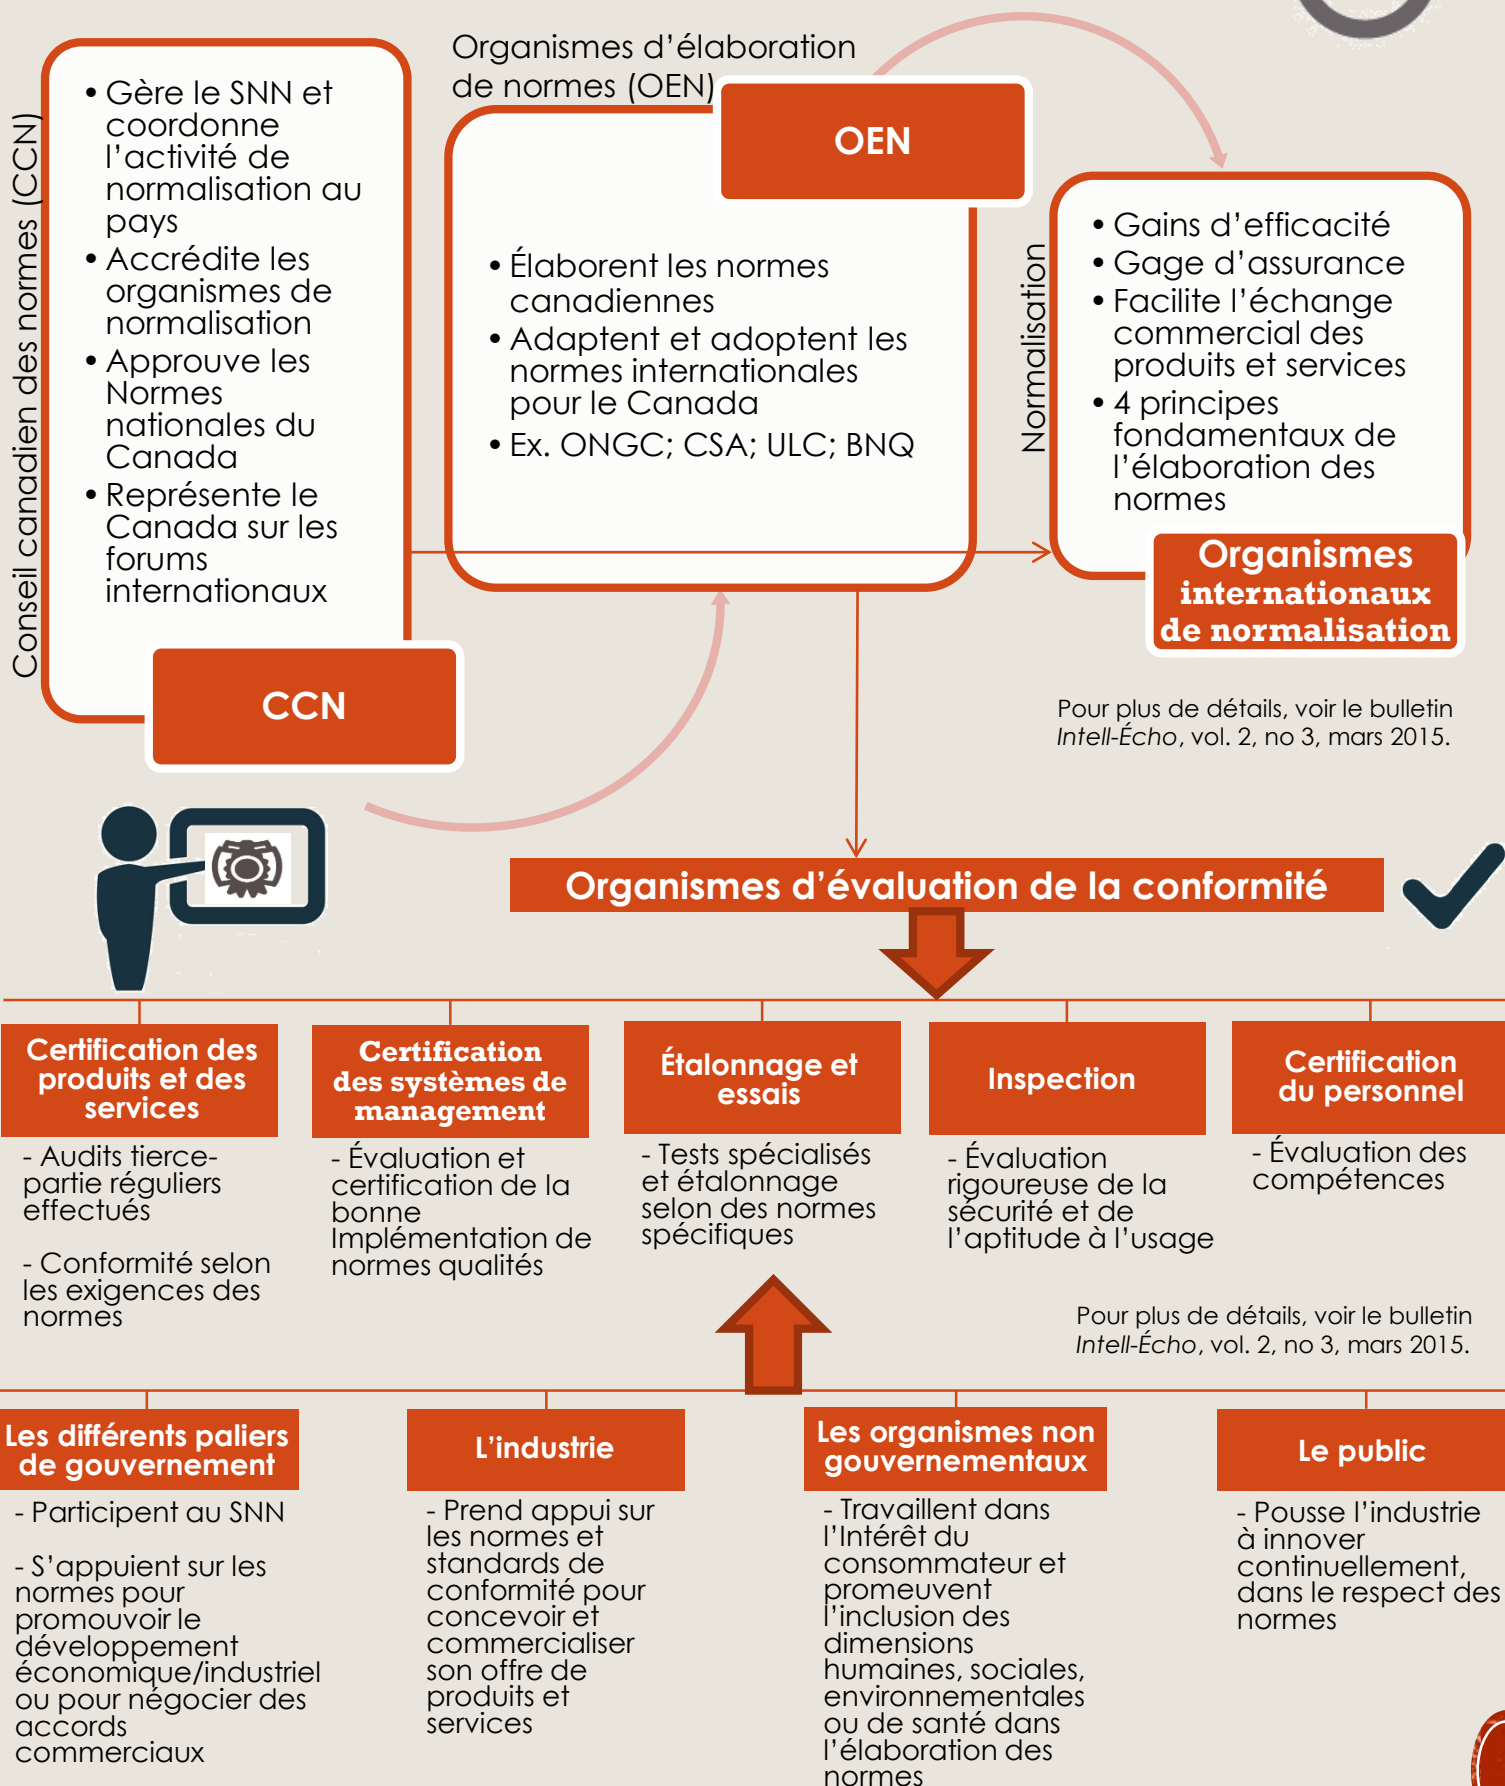 Conseil canadien des normes (CCN)
• Gère le SNN et
coordonne
l’activité de
normalisation au
pays
• Accrédite les
organismes de
normalisation
• Approuve les
Normes
nationales du
Canada
• Représente le
Canada sur les
forums
internationaux
CCN
Organismes d’élaboration
de normes (OEN)
OEN
• Élaborent les normes
canadiennes
• Adaptent et adoptent les
normes internationales
pour le Canada
• Ex. ONGC; CSA; ULC; BNQ
Normalisation
• Gains d’efficacité
• Gage d’assurance
• Facilite l’échange
commercial des
produits et services
• 4 principes
fondamentaux de
l’élaboration des
normes
Organismes
internationaux
de normalisation
Pour plus de détails, voir le bulletin
Intell-Écho, vol. 2, no 3, mars 2015.
Organismes d’évaluation de la conformité
Certification des
produits et des
services
- Audits tierce-
partie réguliers
effectués
- Conformité selon
les exigences des
normes
Certification
des systèmes de
management
- Évaluation et
certification de la
bonne
Implémentation de
normes qualités
Étalonnage et
essais
- Tests spécialisés
et étalonnage
selon des normes
spécifiques
Inspection
- Évaluation
rigoureuse de la
sécurité et de
l’aptitude à l’usage
Certification
du personnel
- Évaluation des
compétences
Pour plus de détails, voir le bulletin
Intell-Écho, vol. 2, no 3, mars 2015.
Les différents paliers
de gouvernement
- Participent au SNN
- S’appuient sur les
normes pour
promouvoir le
développement
économique/industriel
ou pour négocier des
accords
commerciaux
L’industrie
- Prend appui sur
les normes et
standards de
conformité pour
concevoir et
commercialiser
son offre de
produits et
services
Les organismes non
gouvernementaux
- Travaillent dans
l’Intérêt du
consommateur et
promeuvent
l’inclusion des
dimensions
humaines, sociales,
environnementales
ou de santé dans
l’élaboration des
normes
Le public
- Pousse l’industrie
à innover
continuellement,
dans le respect des
normes